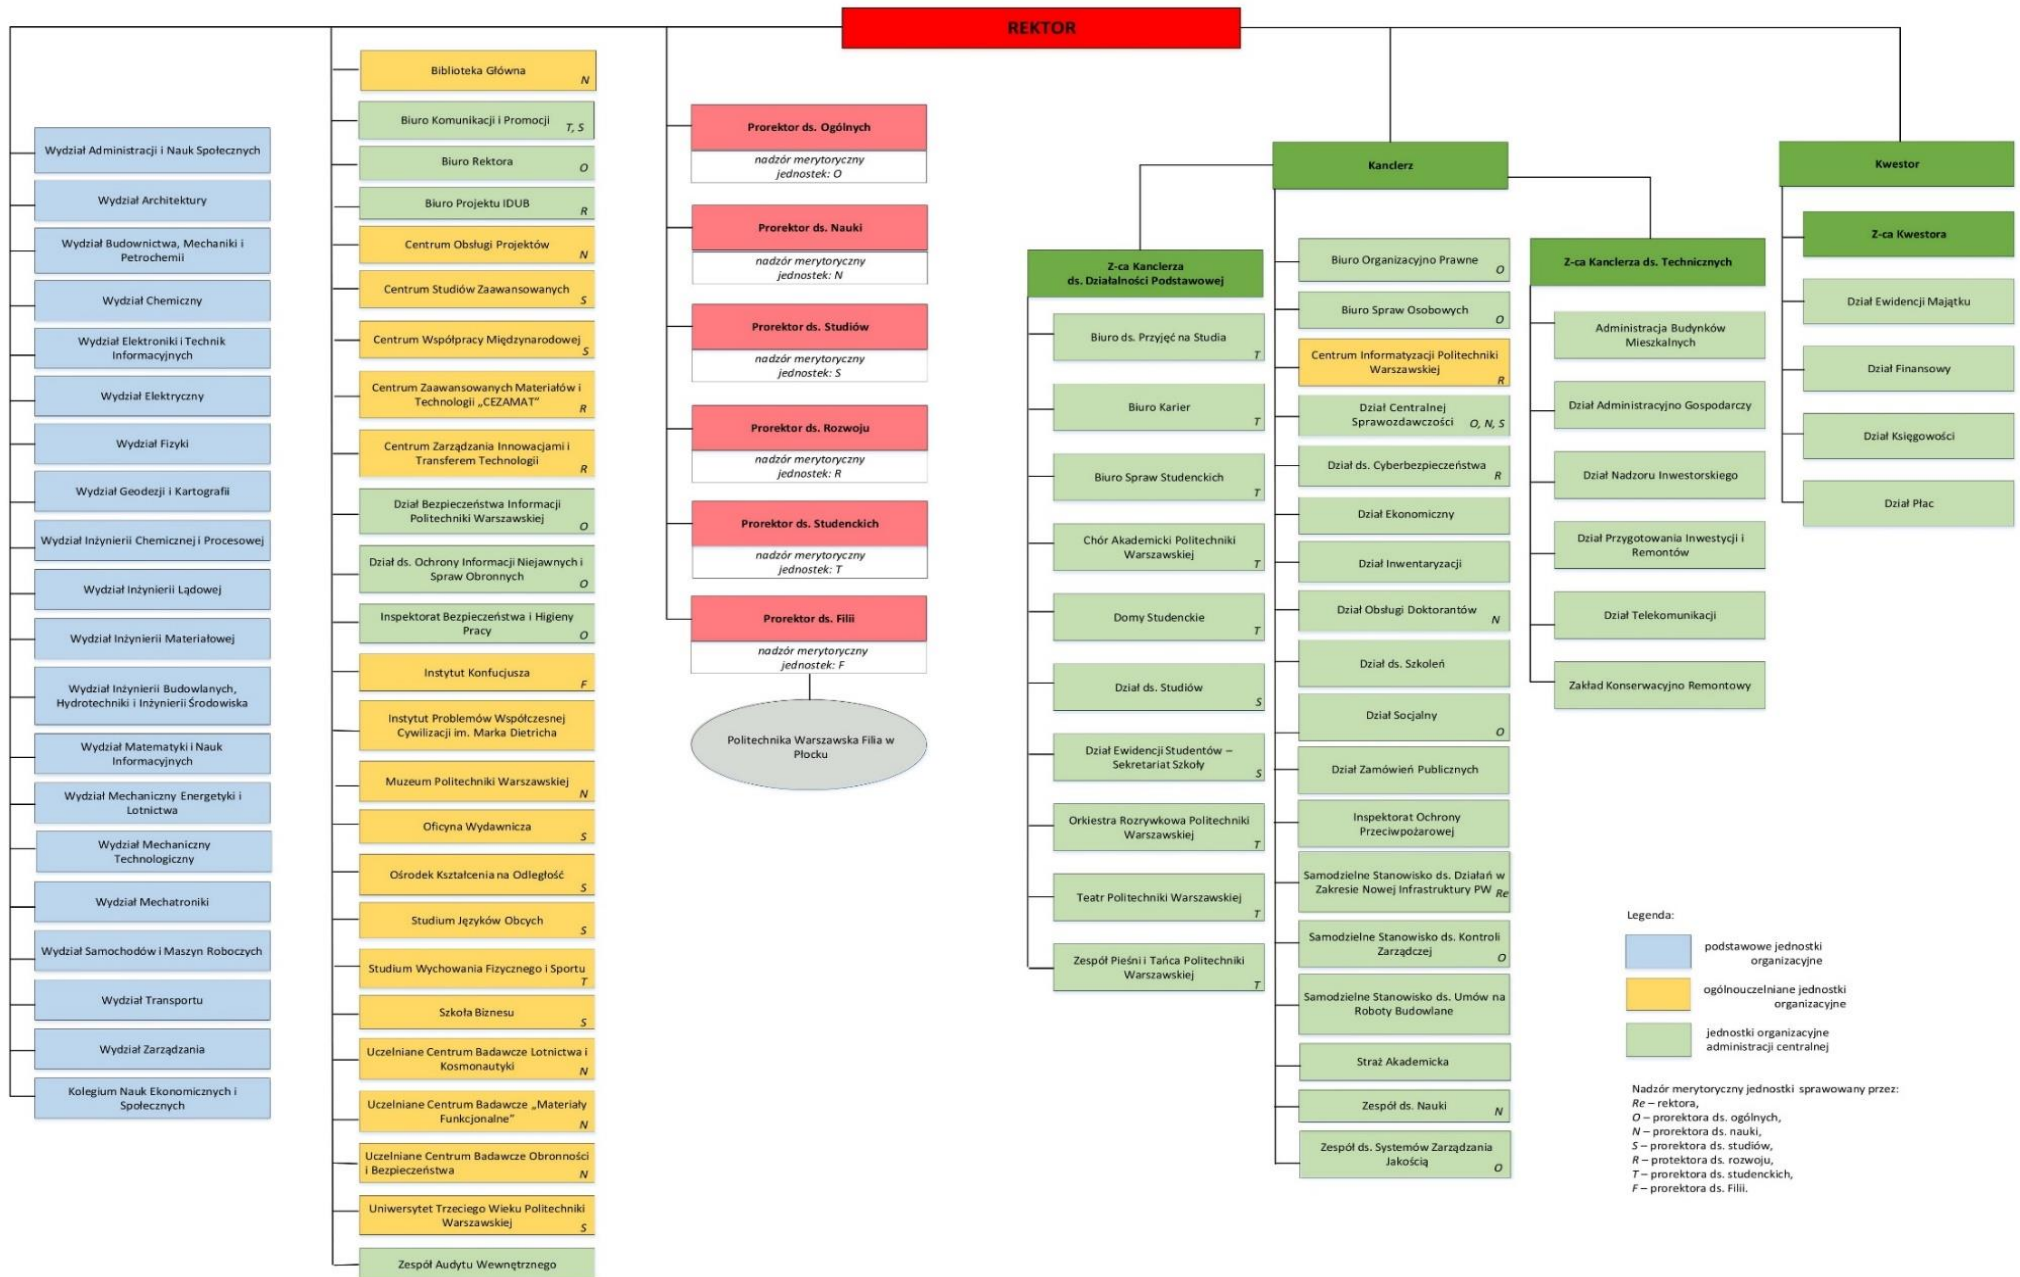 REKTOR
Wydział Administracji i Nauk Społecznych
Wydział Architektury
Wydział Budownictwa, Mechaniki i
Petrochemii
Wydział Chemiczny
Wydział Elektroniki i Technik
Informacyjnych
Wydział Elektryczny
Wydział Fizyki
Wydział Geodezji i Kartografii
Wydział Inżynierii Chemicznej i Procesowej
Wydział Inżynierii Lądowej
Wydział Inżynierii Materiałowej
Wydział Inżynierii Budowlanych,
Hydrotechniki i Inżynierii Środowiska
Wydział Matematyki i Nauk
Informacyjnych
Wydział Mechaniczny Energetyki i
Lotnictwa
Wydział Mechaniczny
Technologiczny
Wydział Mechatroniki
Wydział Samochodów i Maszyn Roboczych
Wydział Transportu
Wydział Zarządzania
Kolegium Nauk Ekonomicznych i
Społecznych
Biblioteka Główna
N
Biuro Komunikacji i Promocji
T, S
Biuro Rektora
O
Biuro Projektu IDUB
R
Centrum Obsługi Projektów
N
Centrum Studiów Zaawansowanych
S
Centrum Współpracy Międzynarodowej
S
Centrum Zaawansowanych Materiałów i
Technologii „CEZAMAT”
R
Centrum Zarządzania Innowacjami i
Transferem Technologii
R
Dział Bezpieczeństwa Informacji
Politechniki Warszawskiej
O
Dział ds. Ochrony Informacji Niejawnych i
Spraw Obronnych
O
Inspektorat Bezpieczeństwa i Higieny
Pracy
O
Instytut Konfucjusza
F
Instytut Problemów Współczesnej
Cywilizacji im. Marka Dietricha
Muzeum Politechniki Warszawskiej
N
Oficyna Wydawnicza
S
Ośrodek Kształcenia na Odległość
S
Studium Języków Obcych
S
Studium Wychowania Fizycznego i Sportu
T
Szkoła Biznesu
S
Uczelniane Centrum Badawcze Lotnictwa i
Kosmonautyki
N
Uczelniane Centrum Badawcze „Materiały
Funkcjonalne”
N
Uczelniane Centrum Badawcze Obronności
i Bezpieczeństwa
N
Uniwersytet Trzeciego Wieku Politechniki
Warszawskiej
S
Zespół Audytu Wewnętrznego
Prorektor ds. Ogólnych
nadzór merytoryczny
jednostek: O
Prorektor ds. Nauki
nadzór merytoryczny
jednostek: N
Prorektor ds. Studiów
nadzór merytoryczny
jednostek: S
Prorektor ds. Rozwoju
nadzór merytoryczny
jednostek: R
Prorektor ds. Studenckich
nadzór merytoryczny
jednostek: T
Prorektor ds. Filii
nadzór merytoryczny
jednostek: F
Politechnika Warszawska Filia w
Płocku
Kanclerz
Z-ca Kanclerza
ds. Działalności Podstawowej
Biuro ds. Przyjęć na Studia
T
Biuro Karier
T
Biuro Spraw Studenckich
T
Chór Akademicki Politechniki
Warszawskiej
T
Domy Studenckie
T
Dział ds. Studiów
S
Dział Ewidencji Studentów –
Sekretariat Szkoły
S
Orkiestra Rozrywkowa Politechniki
Warszawskiej
T
Teatr Politechniki Warszawskiej
T
Zespół Pieśni i Tańca Politechniki
Warszawskiej
T
Biuro Organizacyjno Prawne
O
Biuro Spraw Osobowych
O
Centrum Informatyzacji Politechniki
Warszawskiej
R
Dział Centralnej
Sprawozdawczości O, N, S
Dział ds. Cyberbezpieczeństwa
R
Dział Ekonomiczny
Dział Inwentaryzacji
Dział Obsługi Doktorantów
N
Dział ds. Szkoleń
Dział Socjalny
O
Dział Zamówień Publicznych
Inspektorat Ochrony
Przeciwpożarowej
Samodzielne Stanowisko ds. Działań w
Zakresie Nowej Infrastruktury PW Re
Samodzielne Stanowisko ds. Kontroli
Zarządczej
O
Samodzielne Stanowisko ds. Umów na
Roboty Budowlane
Straż Akademicka
Zespół ds. Nauki
N
Zespół ds. Systemów Zarządzania
Jakością
O
Z-ca Kanclerza ds. Technicznych
Administracja Budynków
Mieszkalnych
Dział Administracyjno Gospodarczy
Dział Nadzoru Inwestorskiego
Dział Przygotowania Inwestycji i
Remontów
Dział Telekomunikacji
Zakład Konserwacyjno Remontowy
Kwestor
Z-ca Kwestora
Dział Ewidencji Majątku
Dział Finansowy
Dział Księgowości
Dział Płac
Legenda:
podstawowe jednostki
organizacyjne
ogólnouczelniane jednostki
organizacyjne
jednostki organizacyjne
administracji centralnej
Nadzór merytoryczny jednostki sprawowany przez:
Re – rektora,
O – prorektora ds. ogólnych,
N – prorektora ds. nauki,
S – prorektora ds. studiów,
R – protektora ds. rozwoju,
T – prorektora ds. studenckich,
F – prorektora ds. Filii.